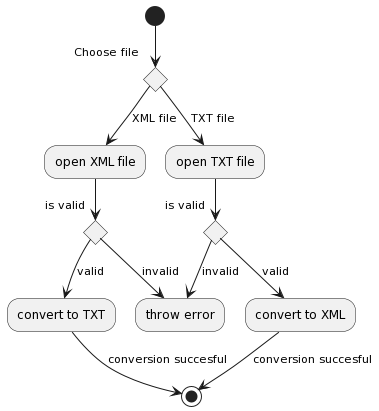 Choose file
XML file
TXT file
open XML file
open TXT file
is valid
is valid
valid
invalid
invalid
valid
convert to TXT
throw error
convert to XML
conversion succesful
conversion succesful